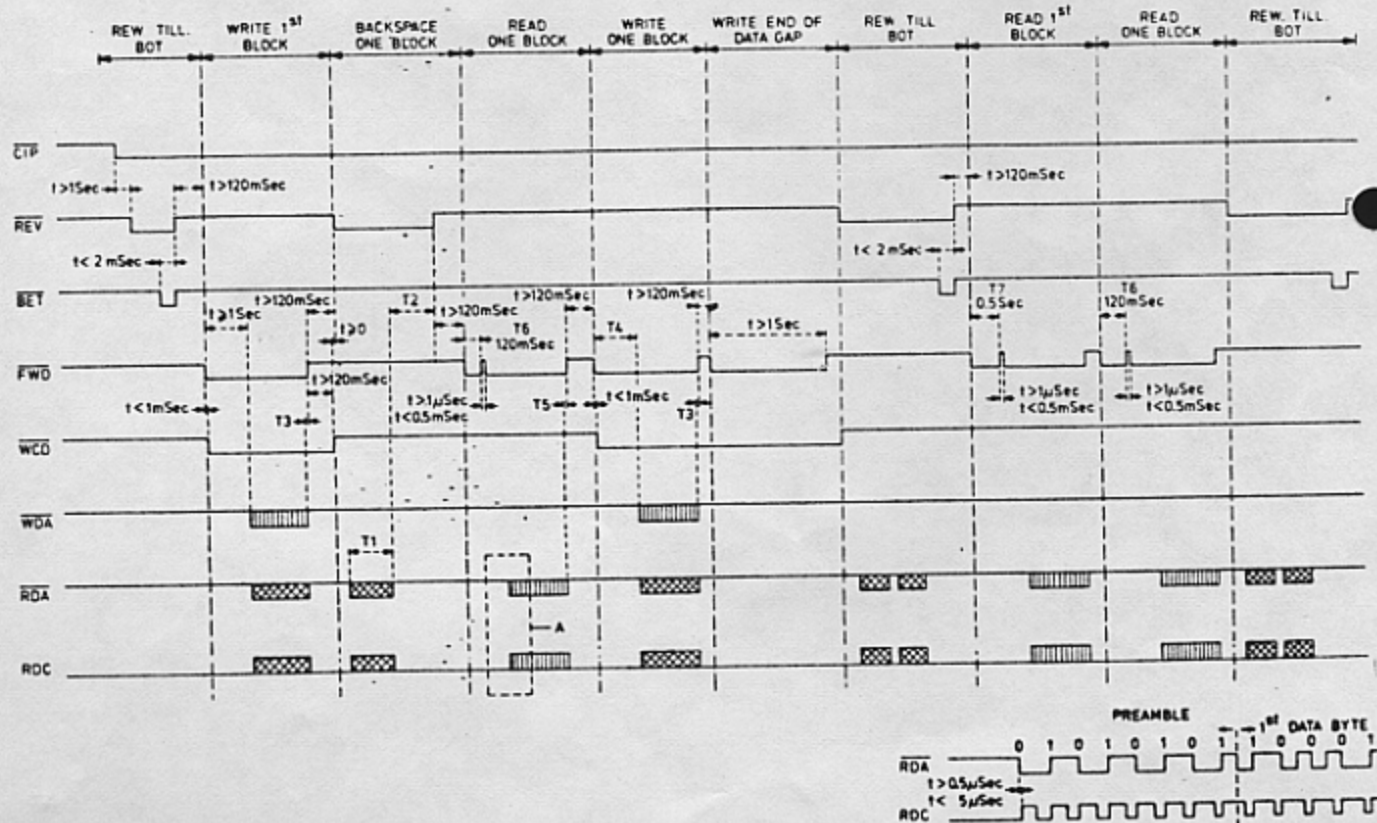 REW TILL. BOT
WRITE 1st BLOCK
BACKSPACE ONE BLOCK
READ ONE BLOCK
WRITE ONE BLOCK
WRITE END OF DATA GAP
REW TILL BOT
READ 1st BLOCK
READ ONE BLOCK
REW. TILL. BOT
CIP
t>1Sec
t>120mSec
t>120mSec
REV
t<2mSec
t<2mSec
BET
t>120mSec
T2
t>120mSec
t>120mSec
T7
T6
t⩾1Sec
t⩾0
t>120mSec
T6
T4
t>1Sec
0.5Sec
120mSec
120mSec
FWD
t>120mSec
t>1µSec
t<1mSec
t>1µSec
t>1µSec
t<1mSec
T3
t<0.5mSec
T5
T3
t<0.5mSec
t<0.5mSec
WCD
WDA
T1
RDA
A
RDC
PREAMBLE
1st DATA BYTE
0 1 0 1 0 1 0 1 1 0 0 0 1
RDA
t>0.5µSec
t< 5µSec
RDC